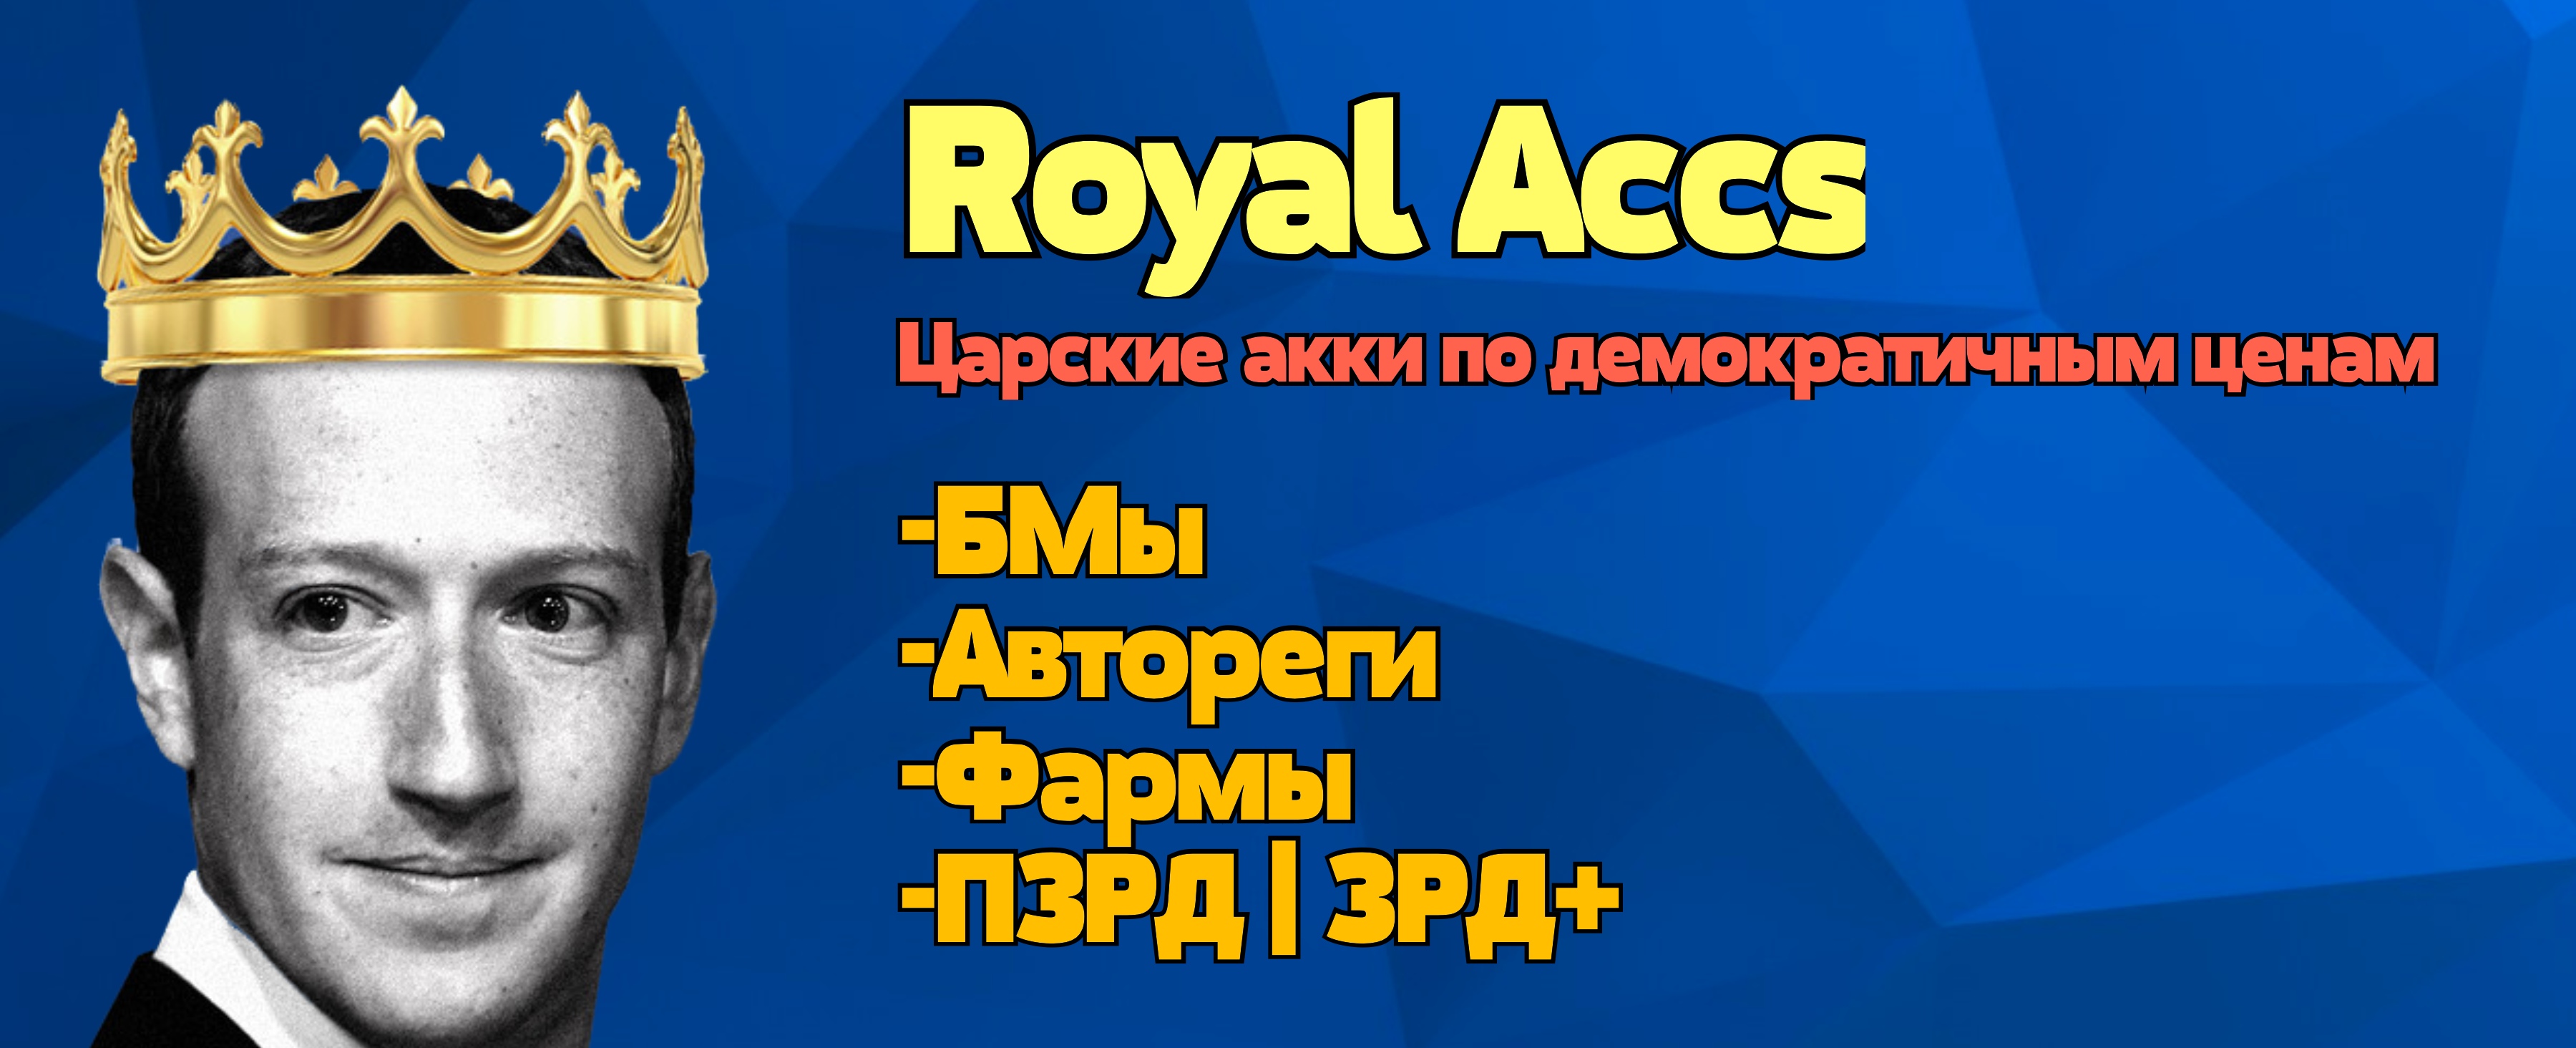 Royal Accs
Царские акки по демократичным ценам
-БМы
-Автореги
-Фармы
-ПЗРД | ЗРД+